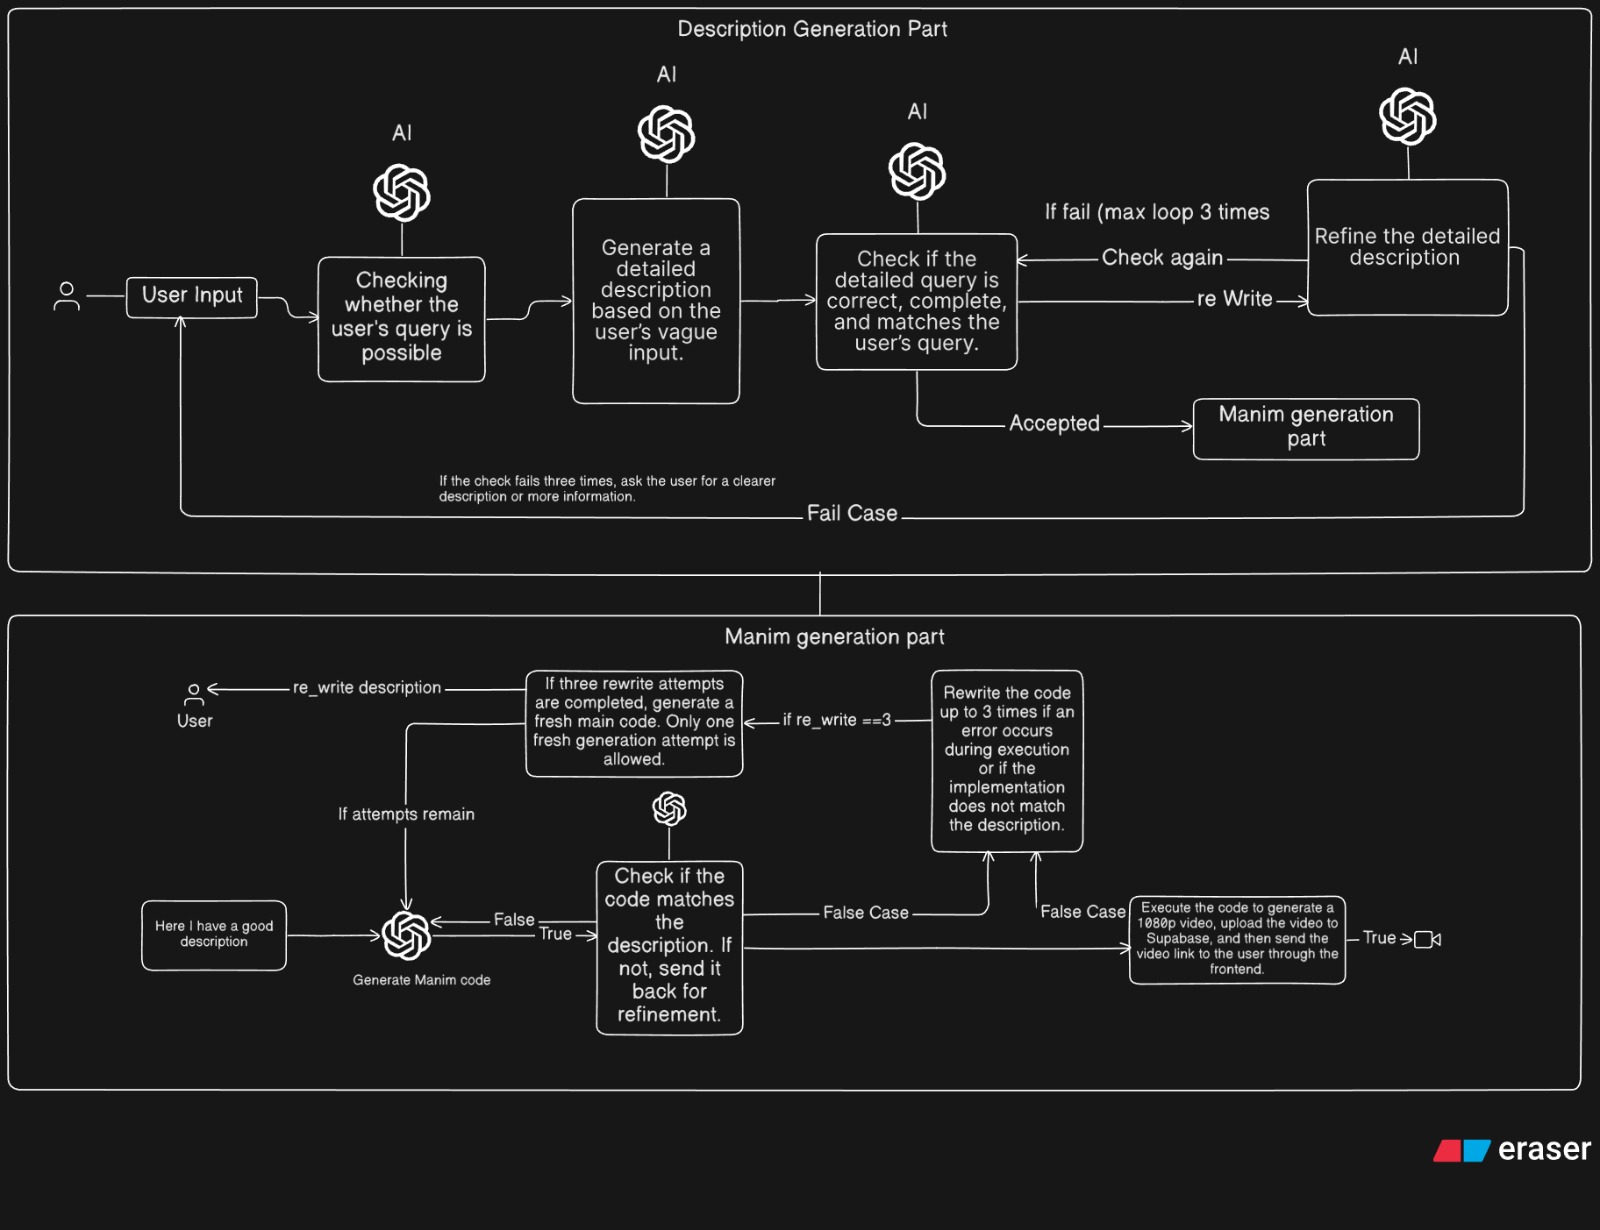 Description Generation Part
AI
AI
AI
AI
User Input
Checking
whether the
user's query is
possible
Generate a
detailed
description
based on the
user's vague
input.
Check if the
detailed query is
correct, complete,
and matches the
user's query.
If fail (max loop 3 times
Check again
re Write
Refine the detailed
description
Accepted
Manim generation
part
If the check fails three times, ask the user for a clearer
description or more information.
Fail Case
Manim generation part
User
re_write description
If three rewrite attempts
are completed, generate a
fresh main code. Only one
fresh generation attempt is
allowed.
if re_write ==3
Rewrite the code
up to 3 times if an
error occurs
during execution
or if the
implementation
does not match
the description.
If attempts remain
Here I have a good
description
Generate Manim code
False
True
Check if the
code matches
the
description. If
not, send it
back for
refinement.
False Case
False Case
Execute the code to generate a
1080p video, upload the video to
Supabase, and then send the
video link to the user through the
frontend.
True
eraser